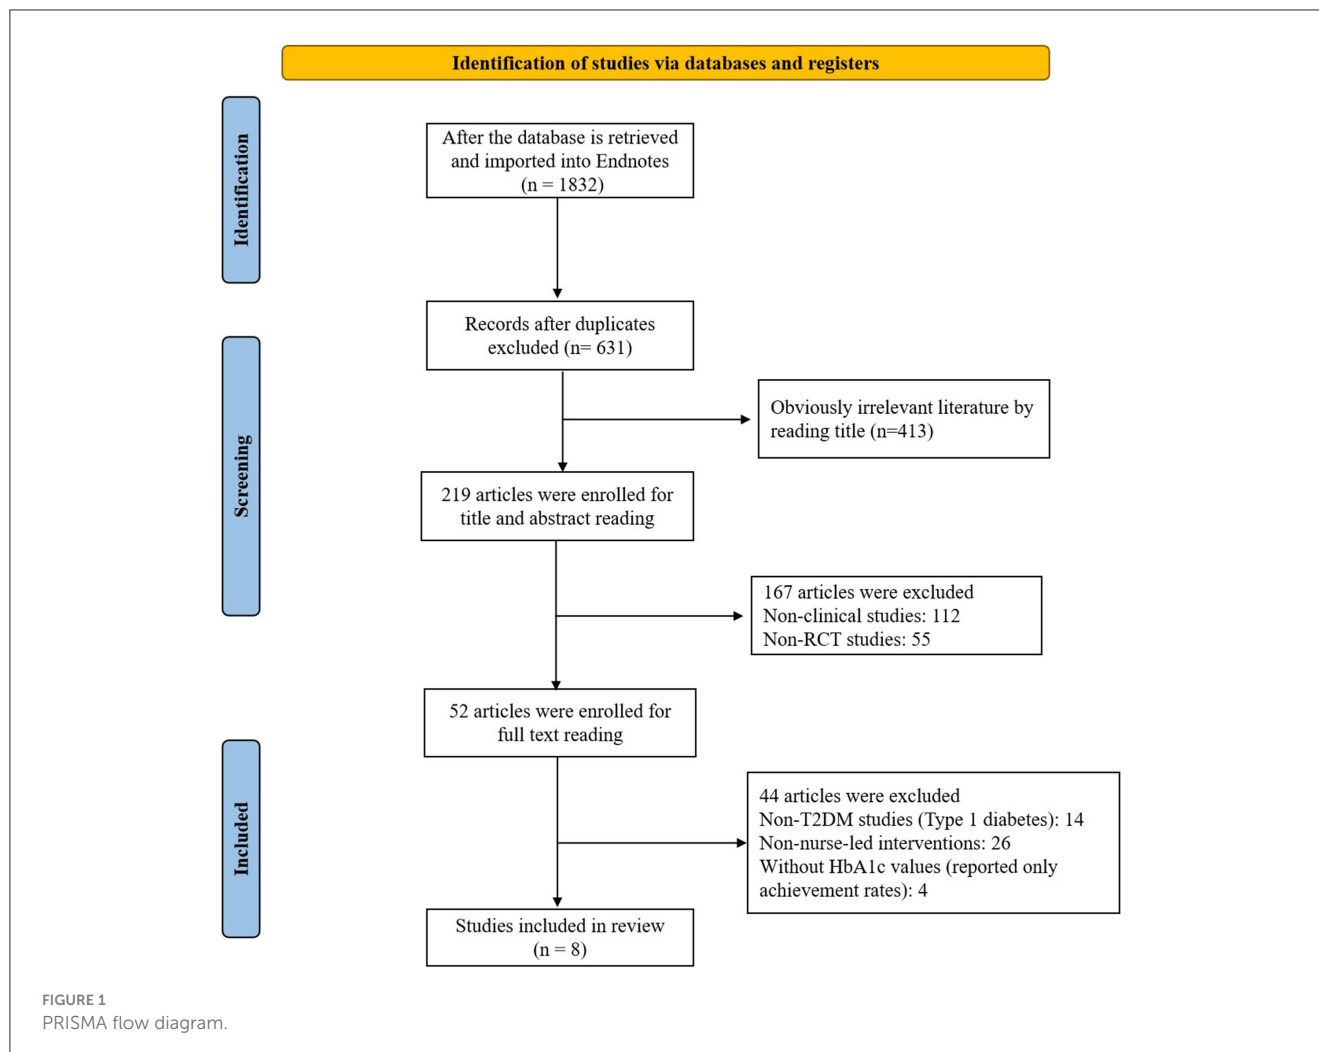 Identification of studies via databases and registers
Identification
After the database is retrieved
and imported into Endnotes
(n = 1832)
Records after duplicates
excluded (n= 631)
Screening
Obviously irrelevant literature by
reading title (n=413)
219 articles were enrolled for
title and abstract reading
167 articles were excluded
Non-clinical studies: 112
Non-RCT studies: 55
52 articles were enrolled for
full text reading
Included
44 articles were excluded
Non-T2DM studies (Type 1 diabetes): 14
Non-nurse-led interventions: 26
Without HbA1c values (reported only
achievement rates): 4
Studies included in review
(n = 8)
FIGURE 1
PRISMA flow diagram.